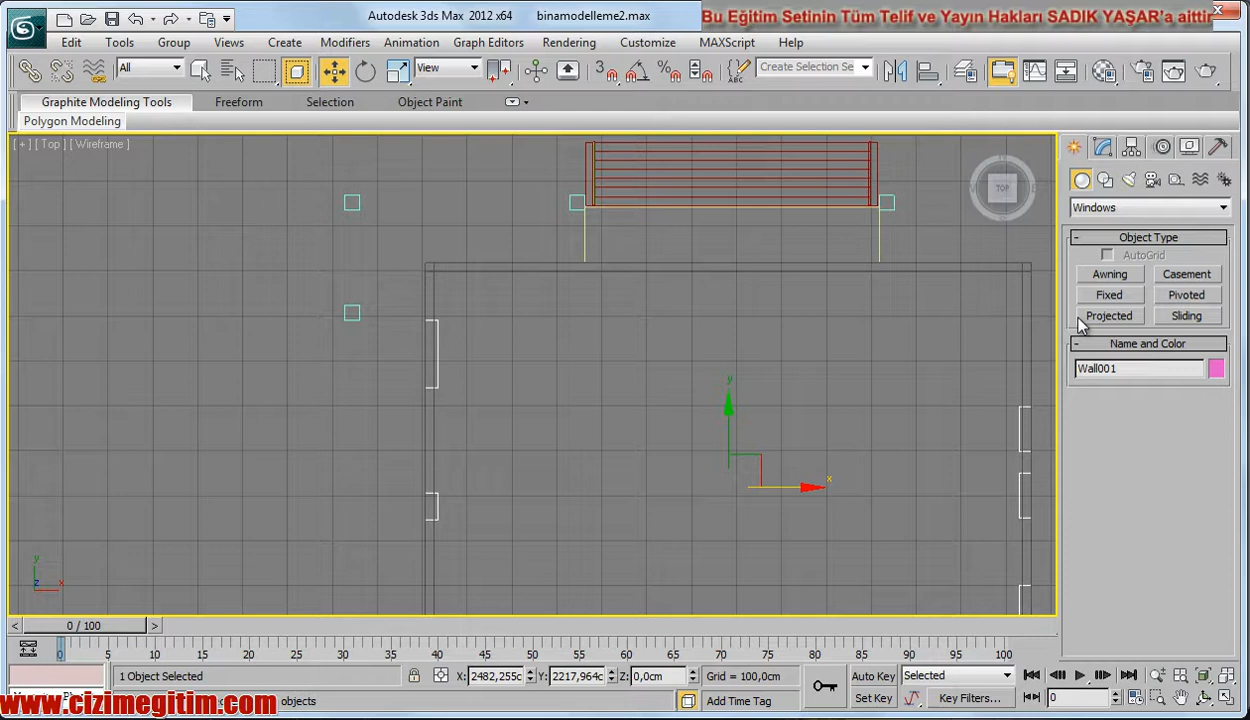 Autodesk 3ds Max 2012 x64 binamodelleme2.max
Bu Eğitim Setinin Tüm Telif ve Yayın Hakları SADIK YAŞAR'a aittir
Edit Tools Group Views Create Modifiers Animation Graph Editors Rendering Customize MAXScript Help
All View 3 ABC Create Selection Se
Graphite Modeling Tools Freeform Selection Object Paint
Polygon Modeling
[ + ] [ Top ] [ Wireframe ]
TOP
Windows
- Object Type
AutoGrid
Awning Casement
Fixed Pivoted
Projected Sliding
- Name and Color
Wall001
y
x
y
z x
< 0 / 100 >
0 5 10 15 20 25 30 35 40 45 50 55 60 65 70 75 80 85 90 95 100
1 Object Selected X: 2482,255c Y: 2217,964c Z: 0,0cm Grid = 100,0cm Auto Key Selected
objects Add Time Tag Set Key Key Filters... 0
www.cizimegitim.com